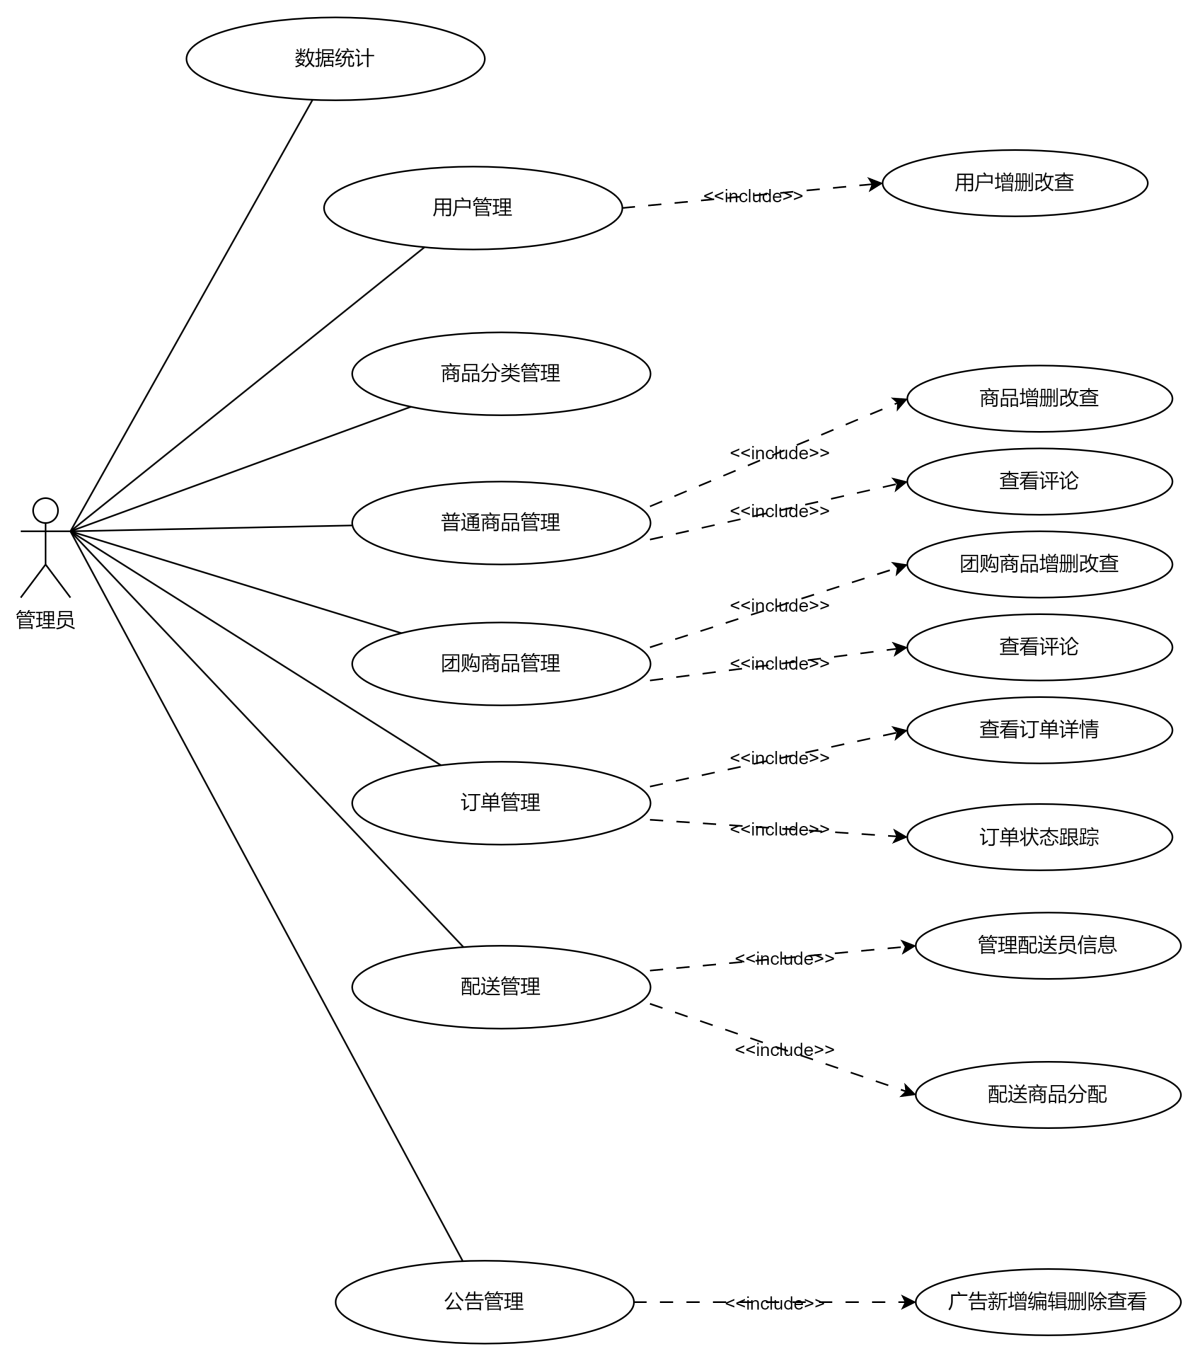 数据统计
用户管理
<<include>>
用户增删改查
商品分类管理
普通商品管理
<<include>>
商品增删改查
<<include>>
查看评论
管理员
团购商品管理
<<include>>
团购商品增删改查
<<include>>
查看评论
订单管理
<<include>>
查看订单详情
<<include>>
订单状态跟踪
配送管理
<<include>>
管理配送员信息
<<include>>
配送商品分配
公告管理
<<include>>
广告新增编辑删除查看